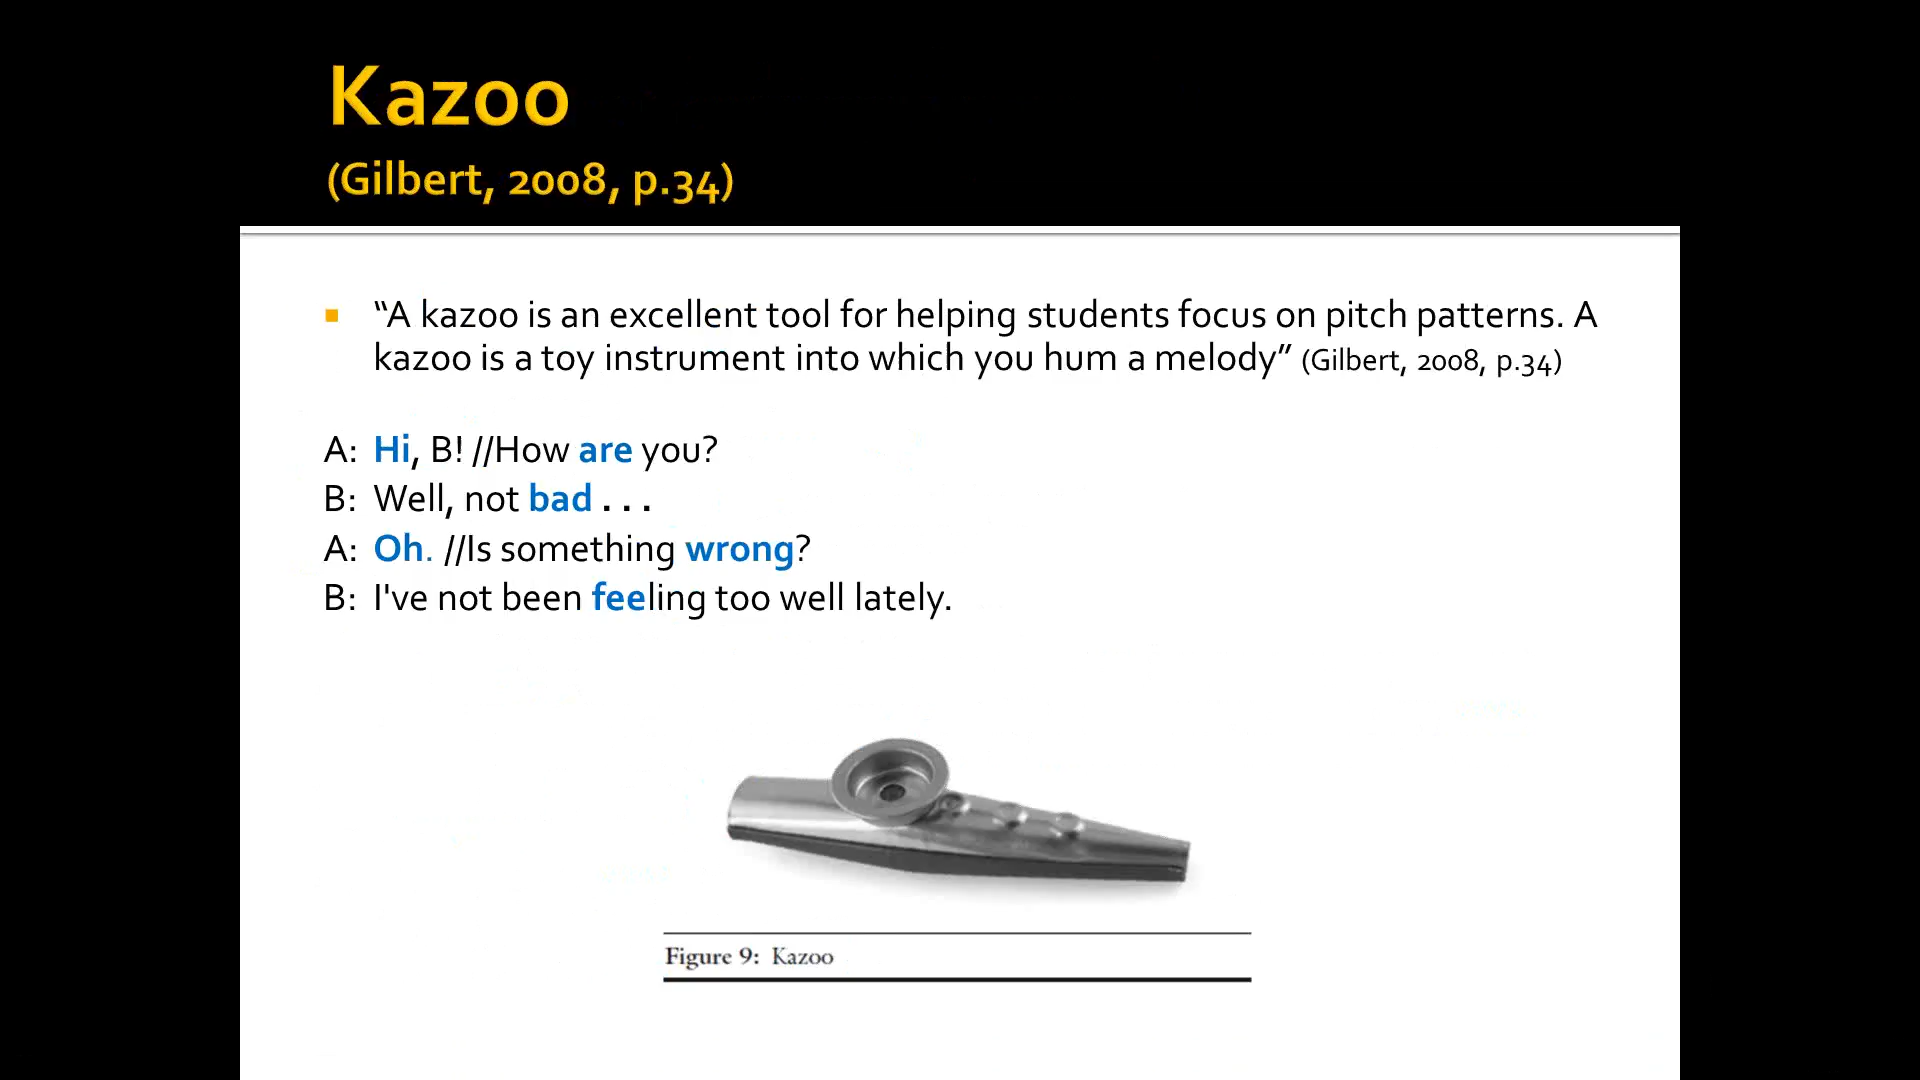 Kazoo
(Gilbert, 2008, p.34)
“A kazoo is an excellent tool for helping students focus on pitch patterns. A
kazoo is a toy instrument into which you hum a melody” (Gilbert, 2008, p.34)
A: Hi, B! //How are you?
B: Well, not bad . . .
A: Oh. //Is something wrong?
B: I've not been feeling too well lately.
Figure 9: Kazoo